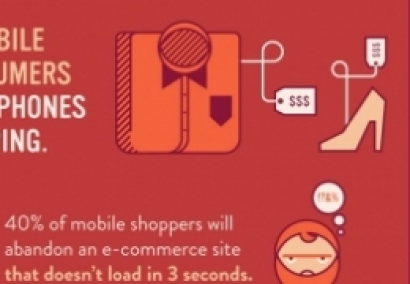 BILE
UMERS
PHONES
ING.
$$$
$$$
!?&%
40% of mobile shoppers will
abandon an e-commerce site
that doesn't load in 3 seconds.